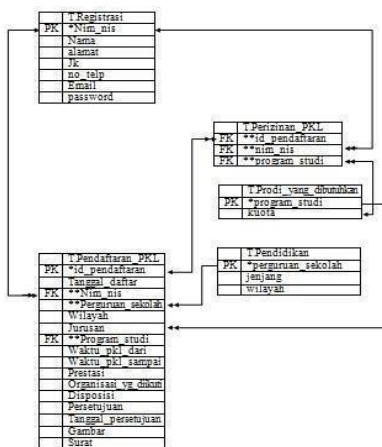 T.Registrasi
PK *Nim_nis
Nama
alamat
Jk
no_telp
Email
password
T.Perizinan_PKL
FK **id_pendaftaran
FK **nim_nis
FK **program_studi
T.Prodi_yang_dibutuhkan
PK *program_studi
kuota
T.Pendaftaran_PKL
PK *id_pendaftaran
Tanggal_daftar
FK **Nim_nis
**Perguruan_sekolah
Wilayah
Jurusan
FK **Program_studi
Waktu_pkl_dari
Waktu_pkl_sampai
Prestasi
Organisasi_yg_diikuti
Disposisi
Persetujuan
Tanggal_persetujuan
Gambar
Surat
T.Pendidikan
PK *perguruan_sekolah
jenjang
wilayah